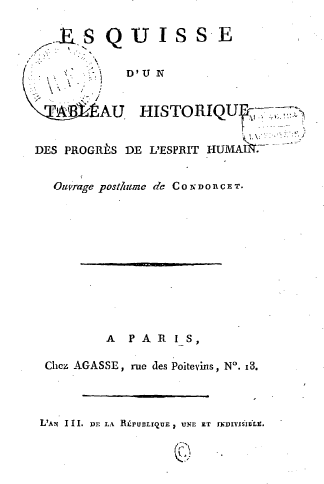 ESQUISSE
D'UN
TABLEAU HISTORIQUE
DES PROGRÈS DE L'ESPRIT HUMAIN.
Ouvrage posthume de CONDORCET.
A PARIS,
Chez AGASSE, rue des Poitevins, N°. 18.
L'AN III. DE LA RÉPUBLIQUE, UNE ET INDIVISIBLE.
C